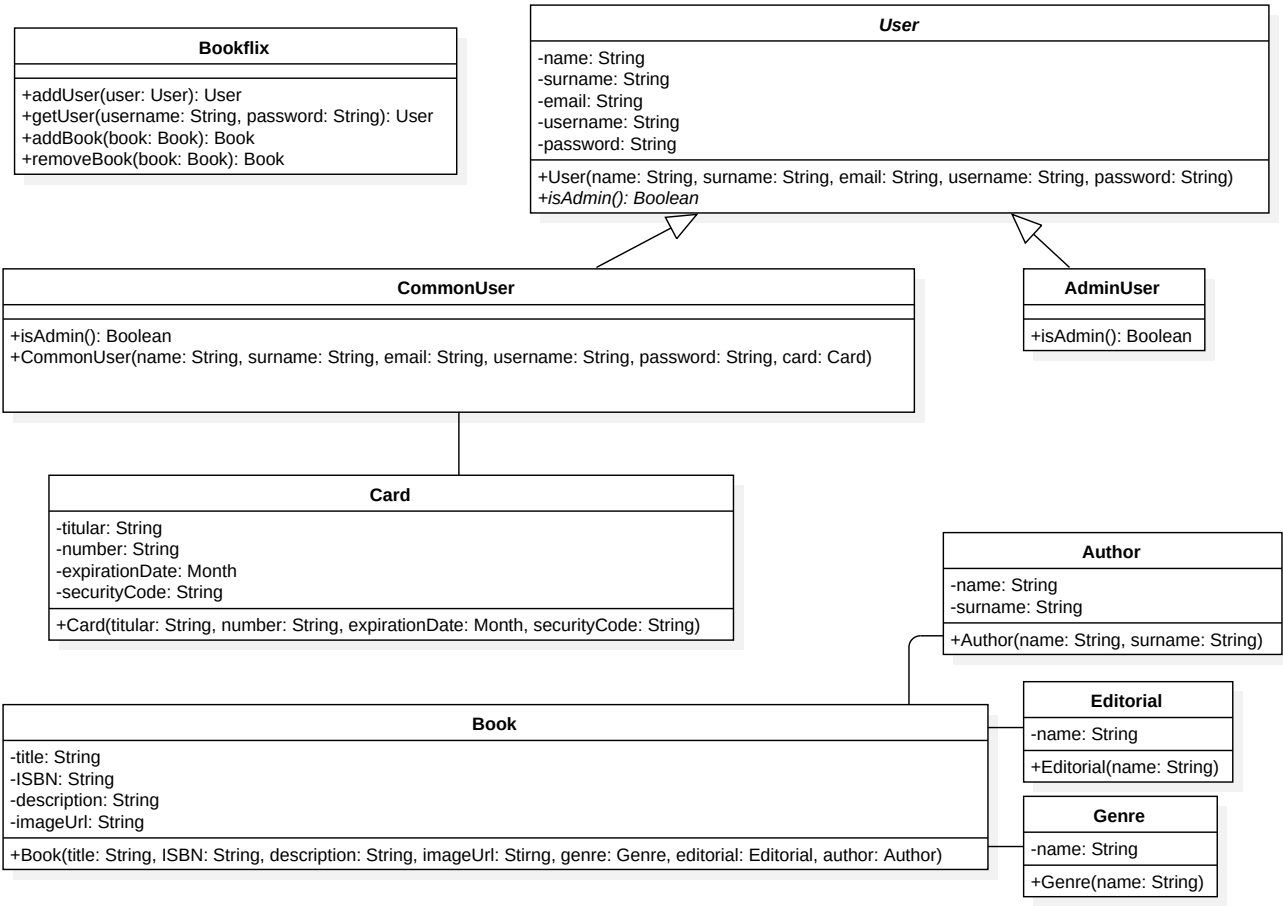 Bookflix
+addUser(user: User): User
+getUser(username: String, password: String): User
+addBook(book: Book): Book
+removeBook(book: Book): Book
User
-name: String
-surname: String
-email: String
-username: String
-password: String
+User(name: String, surname: String, email: String, username: String, password: String)
+isAdmin(): Boolean
CommonUser
+isAdmin(): Boolean
+CommonUser(name: String, surname: String, email: String, username: String, password: String, card: Card)
AdminUser
+isAdmin(): Boolean
Card
-titular: String
-number: String
-expirationDate: Month
-securityCode: String
+Card(titular: String, number: String, expirationDate: Month, securityCode: String)
Author
-name: String
-surname: String
+Author(name: String, surname: String)
Book
-title: String
-ISBN: String
-description: String
-imageUrl: String
+Book(title: String, ISBN: String, description: String, imageUrl: Stirng, genre: Genre, editorial: Editorial, author: Author)
Editorial
-name: String
+Editorial(name: String)
Genre
-name: String
+Genre(name: String)